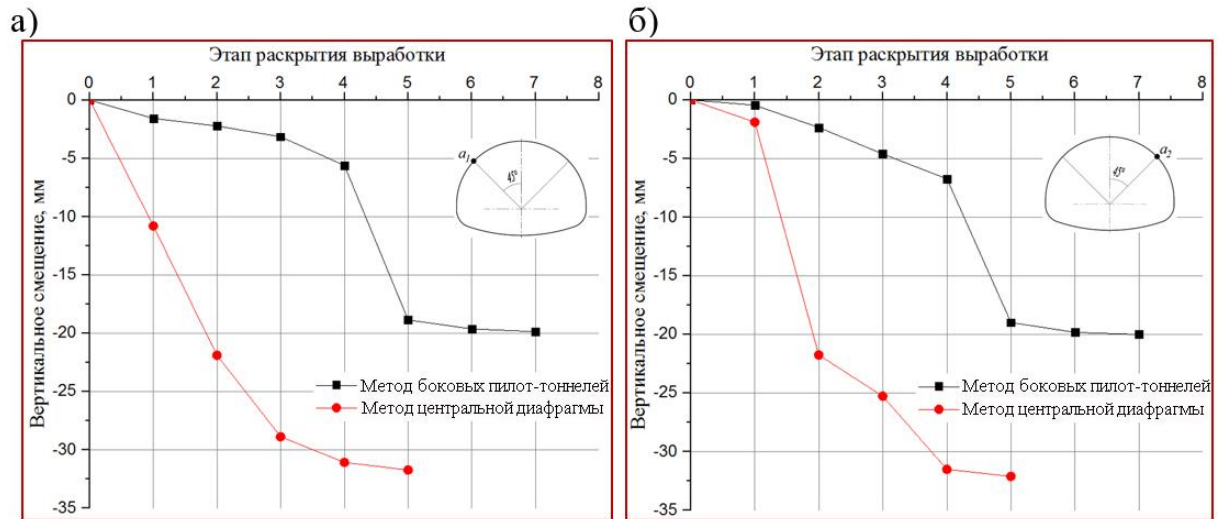 а)
Этап раскрытия выработки
0 1 2 3 4 5 6 7 8
0
-5
-10
-15
-20
-25
-30
-35
Вертикальное смещение, мм
a1
45°
Метод боковых пилот-тоннелей
Метод центральной диафрагмы
б)
Этап раскрытия выработки
0 1 2 3 4 5 6 7 8
0
-5
-10
-15
-20
-25
-30
-35
Вертикальное смещение, мм
a2
45°
Метод боковых пилот-тоннелей
Метод центральной диафрагмы